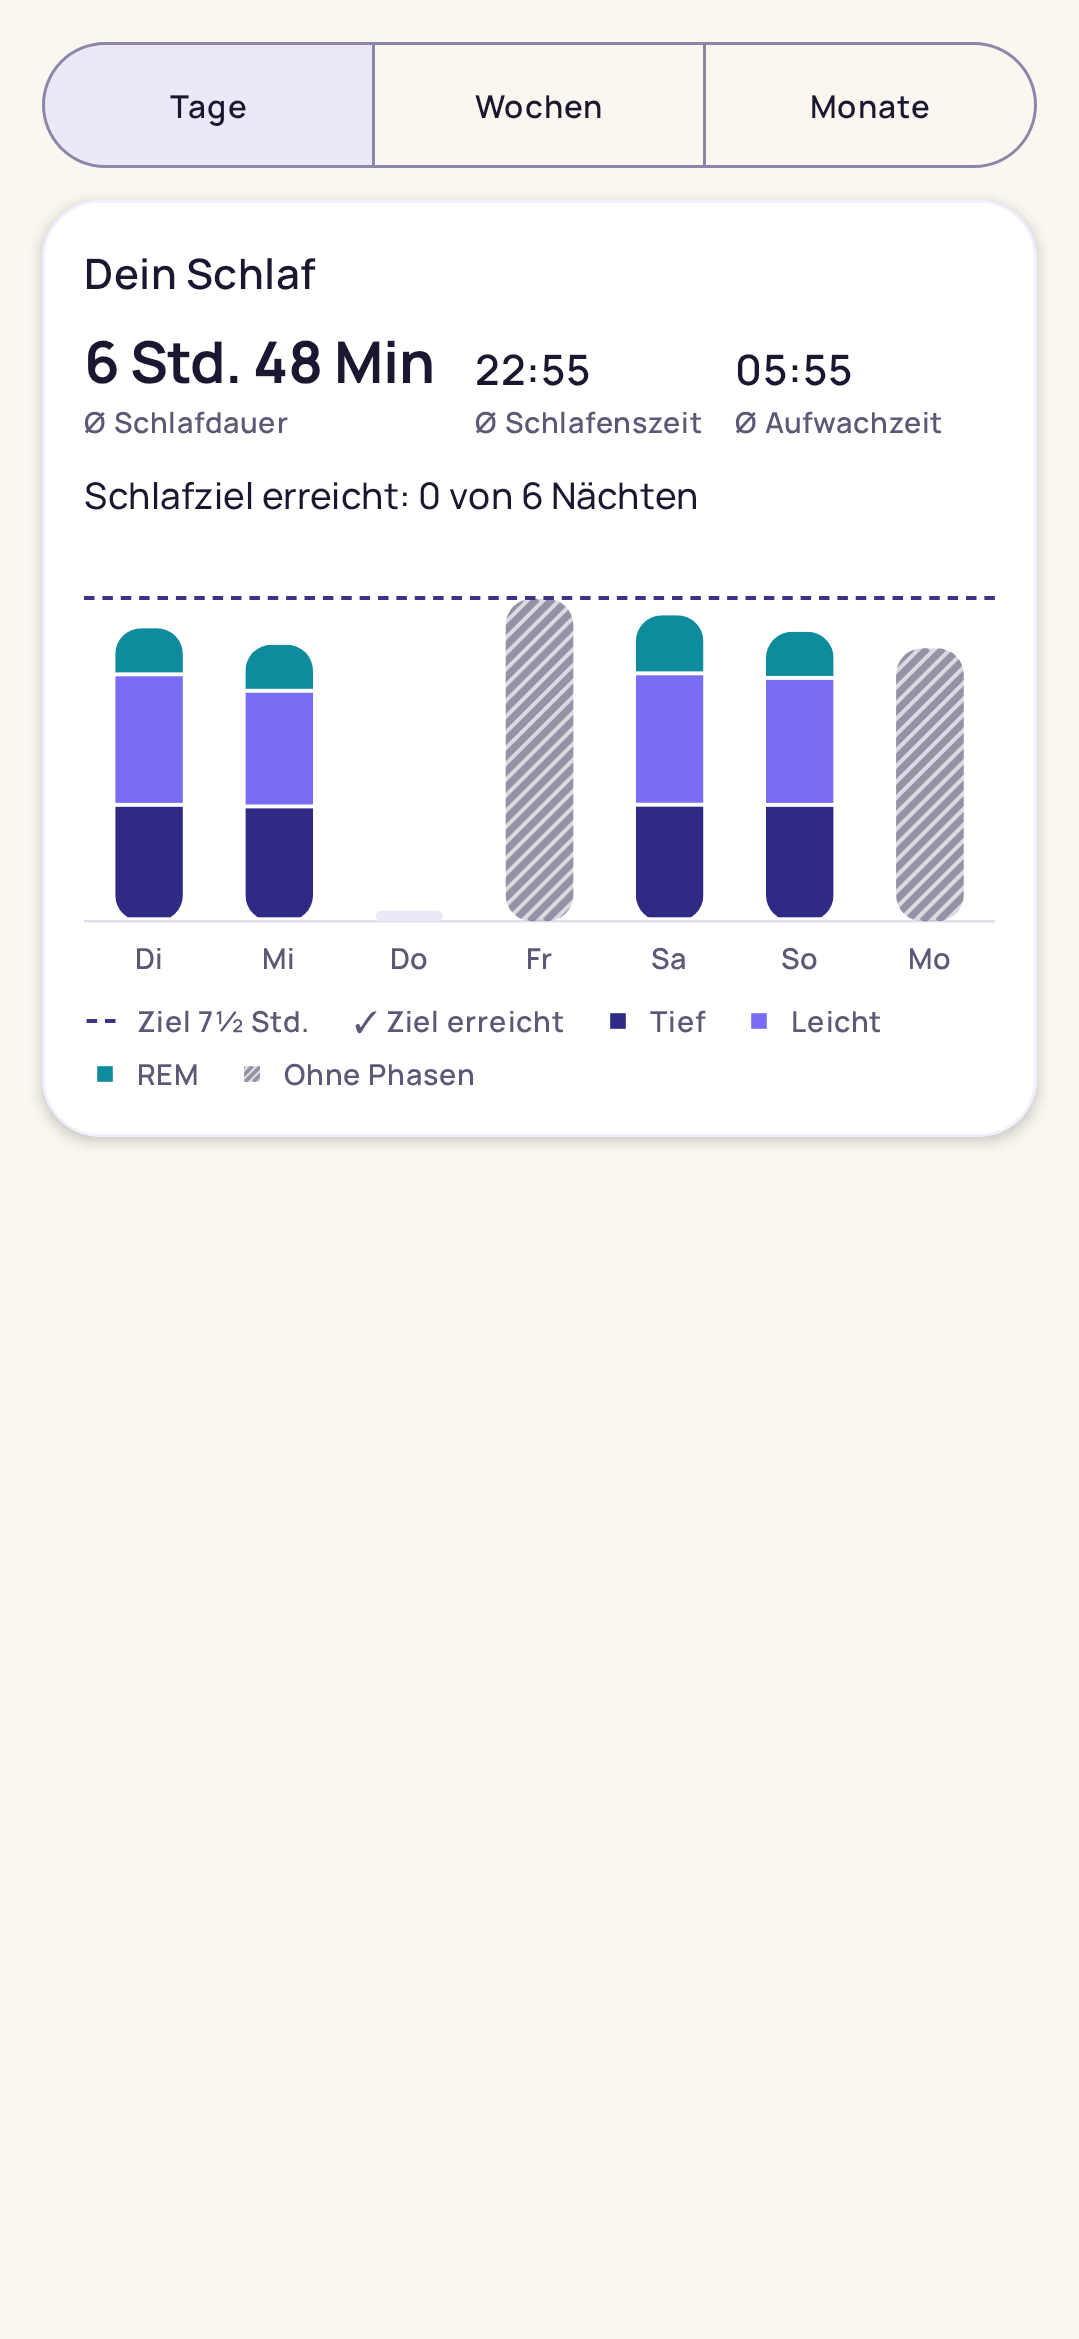 Tage Wochen Monate
Dein Schlaf
6 Std. 48 Min 22:55 05:55
Ø Schlafdauer Ø Schlafenszeit Ø Aufwachzeit
Schlafziel erreicht: 0 von 6 Nächten
Di Mi Do Fr Sa So Mo
Ziel 7½ Std. ✓ Ziel erreicht Tief Leicht
REM Ohne Phasen